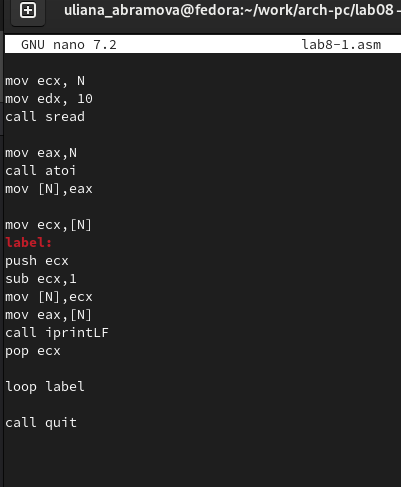 uliana_abramova@fedora:~/work/arch-pc/lab08 -
GNU nano 7.2 lab8-1.asm
mov ecx, N
mov edx, 10
call sread
mov eax,N
call atoi
mov [N],eax
mov ecx,[N]
label:
push ecx
sub ecx,1
mov [N],ecx
mov eax,[N]
call iprintLF
pop ecx
loop label
call quit